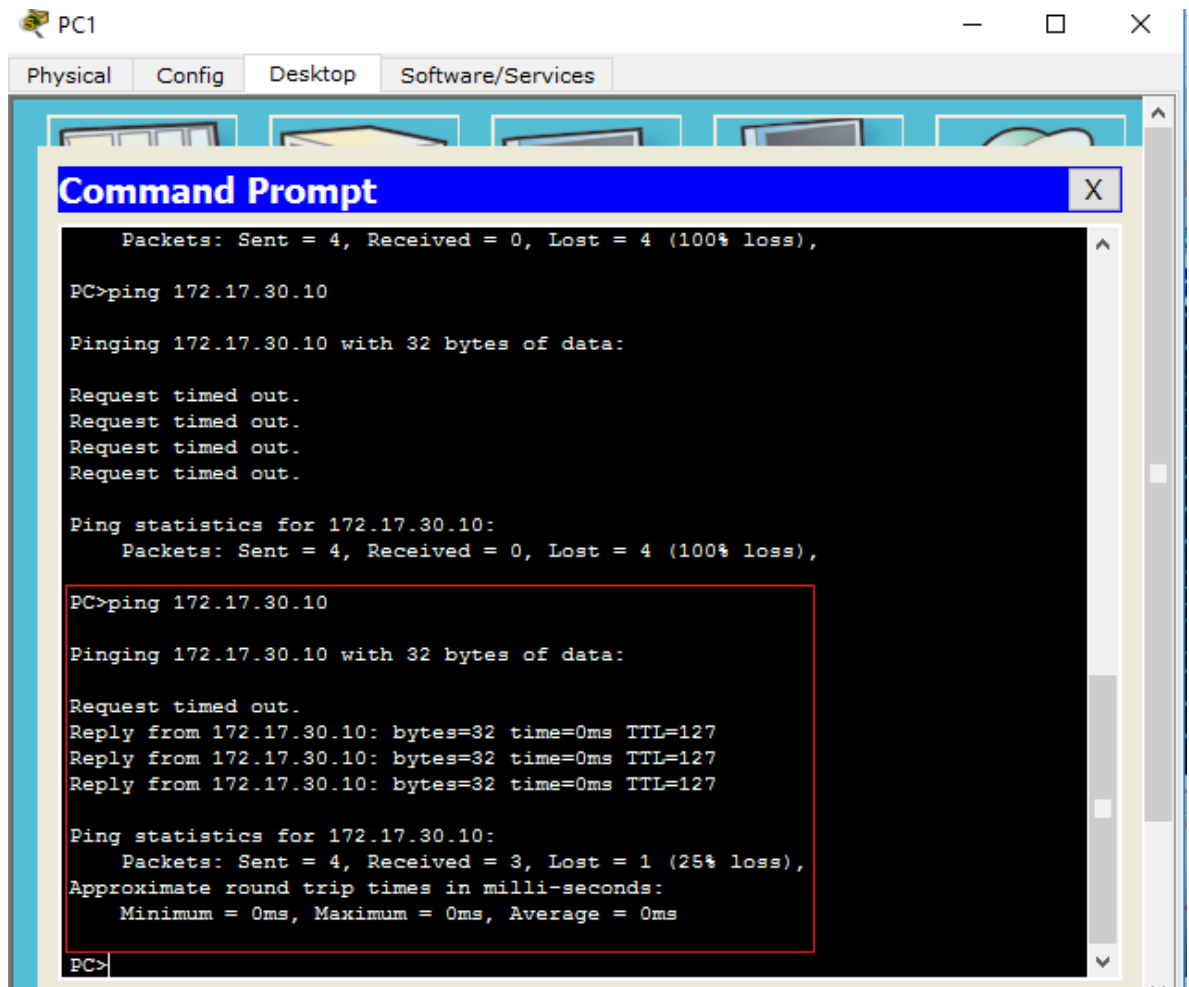 PC1
Physical Config Desktop Software/Services
Command Prompt
X
Packets: Sent = 4, Received = 0, Lost = 4 (100% loss),
PC>ping 172.17.30.10
Pinging 172.17.30.10 with 32 bytes of data:
Request timed out.
Request timed out.
Request timed out.
Request timed out.
Ping statistics for 172.17.30.10:
Packets: Sent = 4, Received = 0, Lost = 4 (100% loss),
PC>ping 172.17.30.10
Pinging 172.17.30.10 with 32 bytes of data:
Request timed out.
Reply from 172.17.30.10: bytes=32 time=0ms TTL=127
Reply from 172.17.30.10: bytes=32 time=0ms TTL=127
Reply from 172.17.30.10: bytes=32 time=0ms TTL=127
Ping statistics for 172.17.30.10:
Packets: Sent = 4, Received = 3, Lost = 1 (25% loss),
Approximate round trip times in milli-seconds:
Minimum = 0ms, Maximum = 0ms, Average = 0ms
PC>